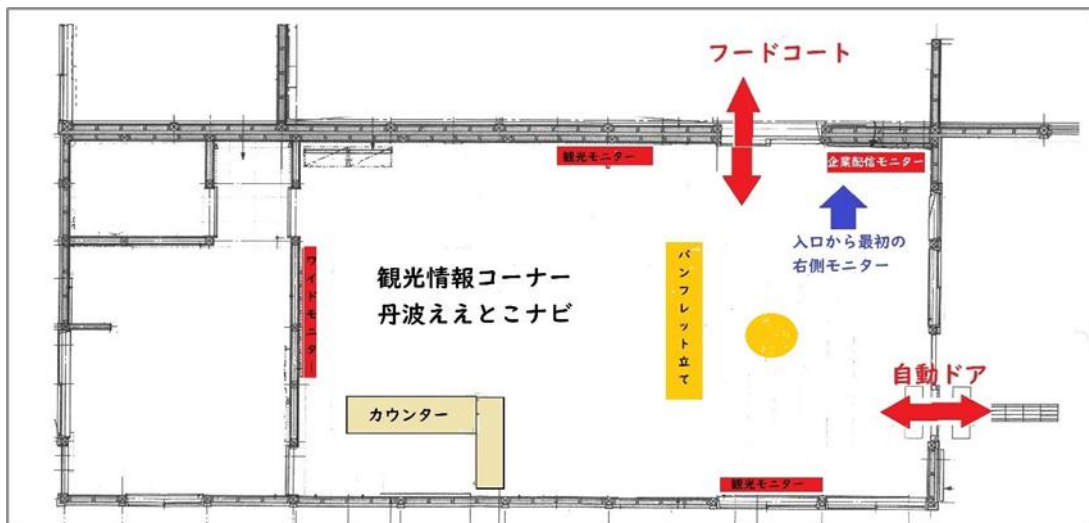 フードコート
観光モニター
企業配信モニター
入口から最初の
右側モニター
ワイドモニター
観光情報コーナー
丹波ええとこナビ
パンフレット立て
自動ドア
カウンター
観光モニター